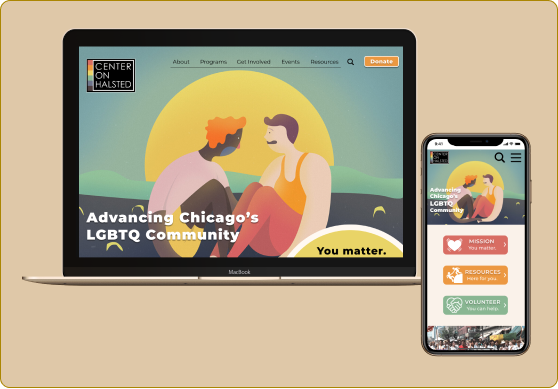 CENTER
ON
HALSTED
About Programs Get Involved Events Resources Donate
Advancing Chicago's
LGBTQ Community
You matter.
MacBook
9:41
CENTER
ON
HALSTED
Advancing
Chicago's
LGBTQ
Community
MISSION
You matter.
RESOURCES
Here for you.
VOLUNTEER
You can help.